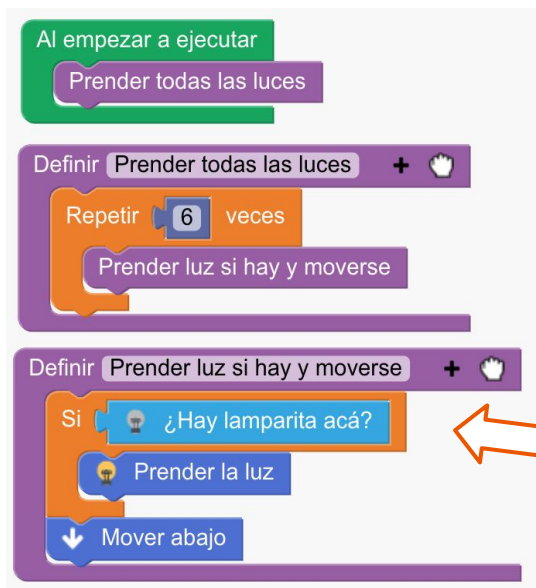 Al empezar a ejecutar
Prender todas las luces
Definir Prender todas las luces +
Repetir 6 veces
Prender luz si hay y moverse
Definir Prender luz si hay y moverse +
Si ¿Hay lamparita acá?
Prender la luz
Mover abajo